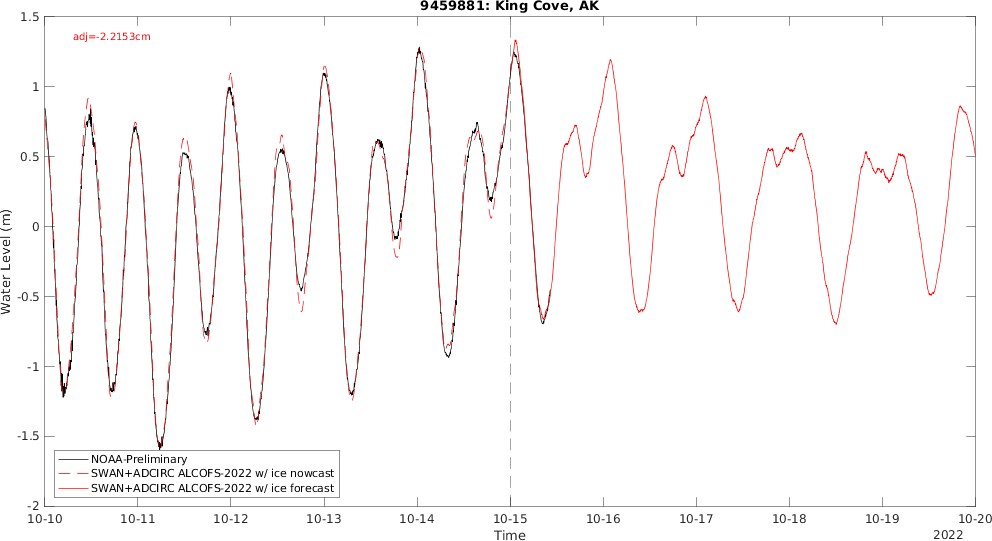 9459881: King Cove, AK
adj=-2.2153cm
Water Level (m)
1.5
1
0.5
0
-0.5
-1
-1.5
-2
NOAA-Preliminary
SWAN+ADCIRC ALCOFS-2022 w/ ice nowcast
SWAN+ADCIRC ALCOFS-2022 w/ ice forecast
10-10 10-11 10-12 10-13 10-14 10-15 10-16 10-17 10-18 10-19 10-20
Time
2022